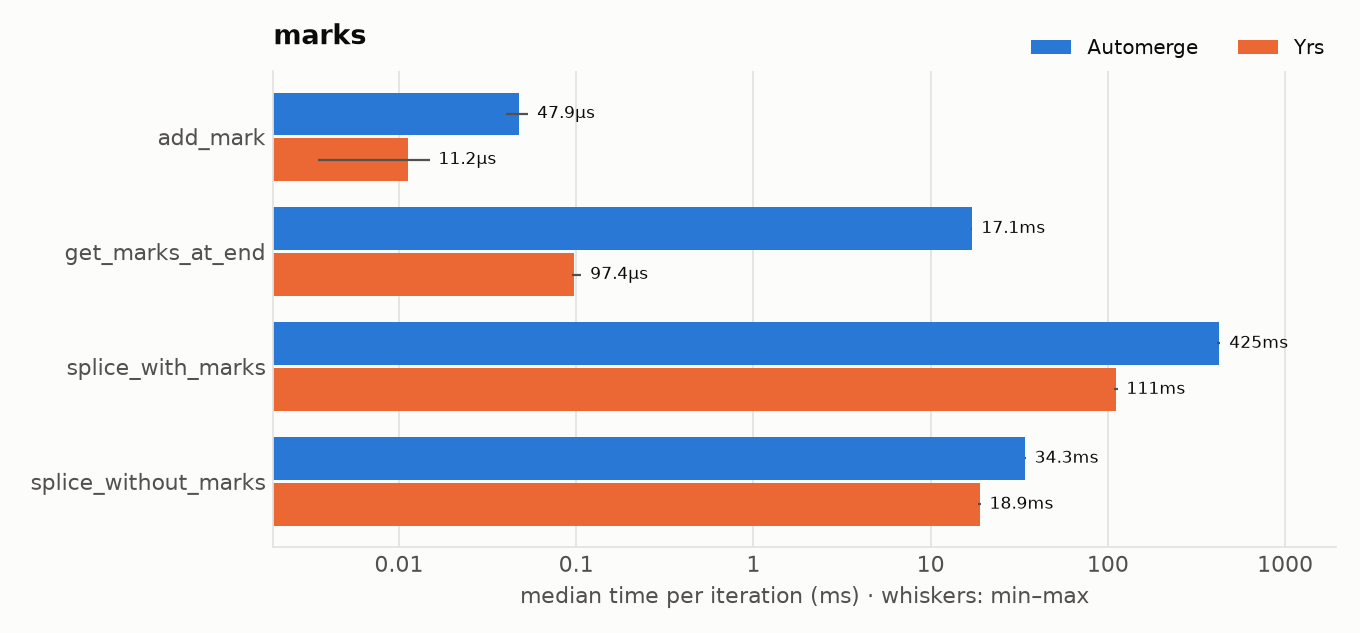 marks
Automerge
Yrs
add_mark
47.9µs
11.2µs
get_marks_at_end
17.1ms
97.4µs
splice_with_marks
425ms
111ms
splice_without_marks
34.3ms
18.9ms
0.01 0.1 1 10 100 1000
median time per iteration (ms) · whiskers: min–max